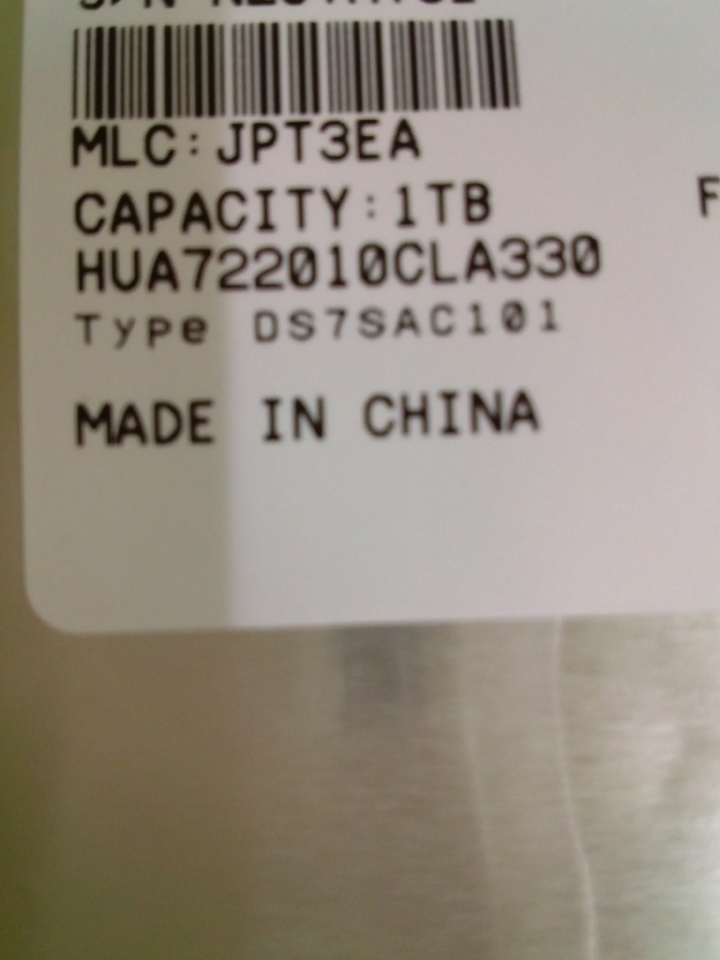 MLC:JPT3EA
CAPACITY:1TB
F
HUA722010CLA330
Type DS7SAC101
MADE IN CHINA